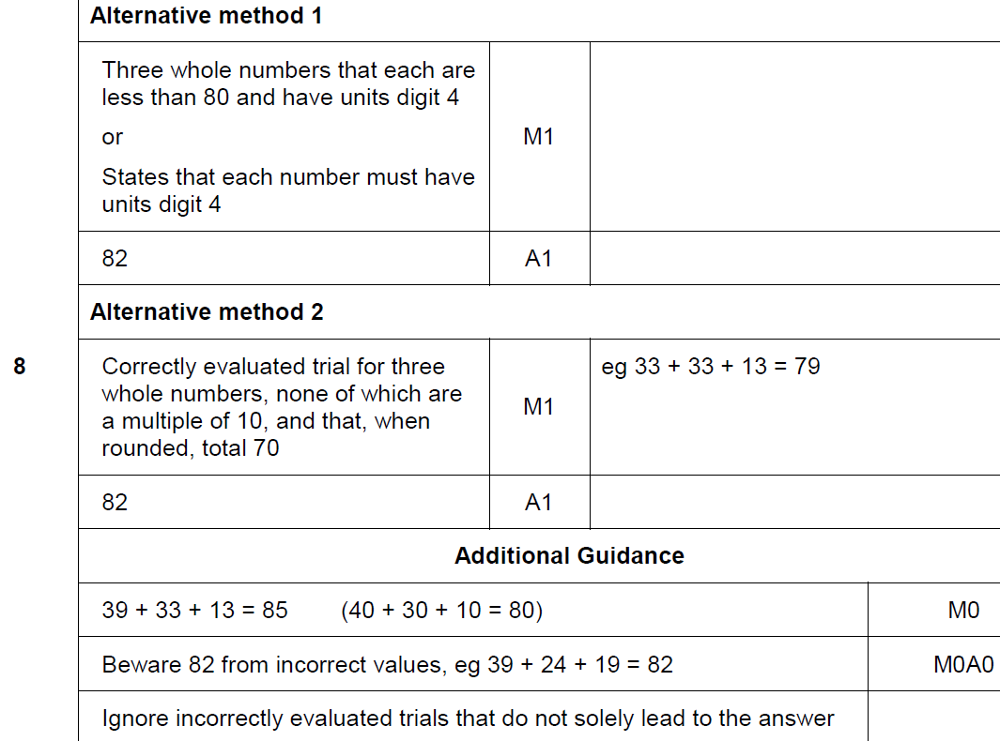 Alternative method 1
Three whole numbers that each are
less than 80 and have units digit 4
or
States that each number must have
units digit 4
M1
82
A1
Alternative method 2
8
Correctly evaluated trial for three
whole numbers, none of which are
a multiple of 10, and that, when
rounded, total 70
M1
eg 33 + 33 + 13 = 79
82
A1
Additional Guidance
39 + 33 + 13 = 85 (40 + 30 + 10 = 80)
M0
Beware 82 from incorrect values, eg 39 + 24 + 19 = 82
M0A0
Ignore incorrectly evaluated trials that do not solely lead to the answer